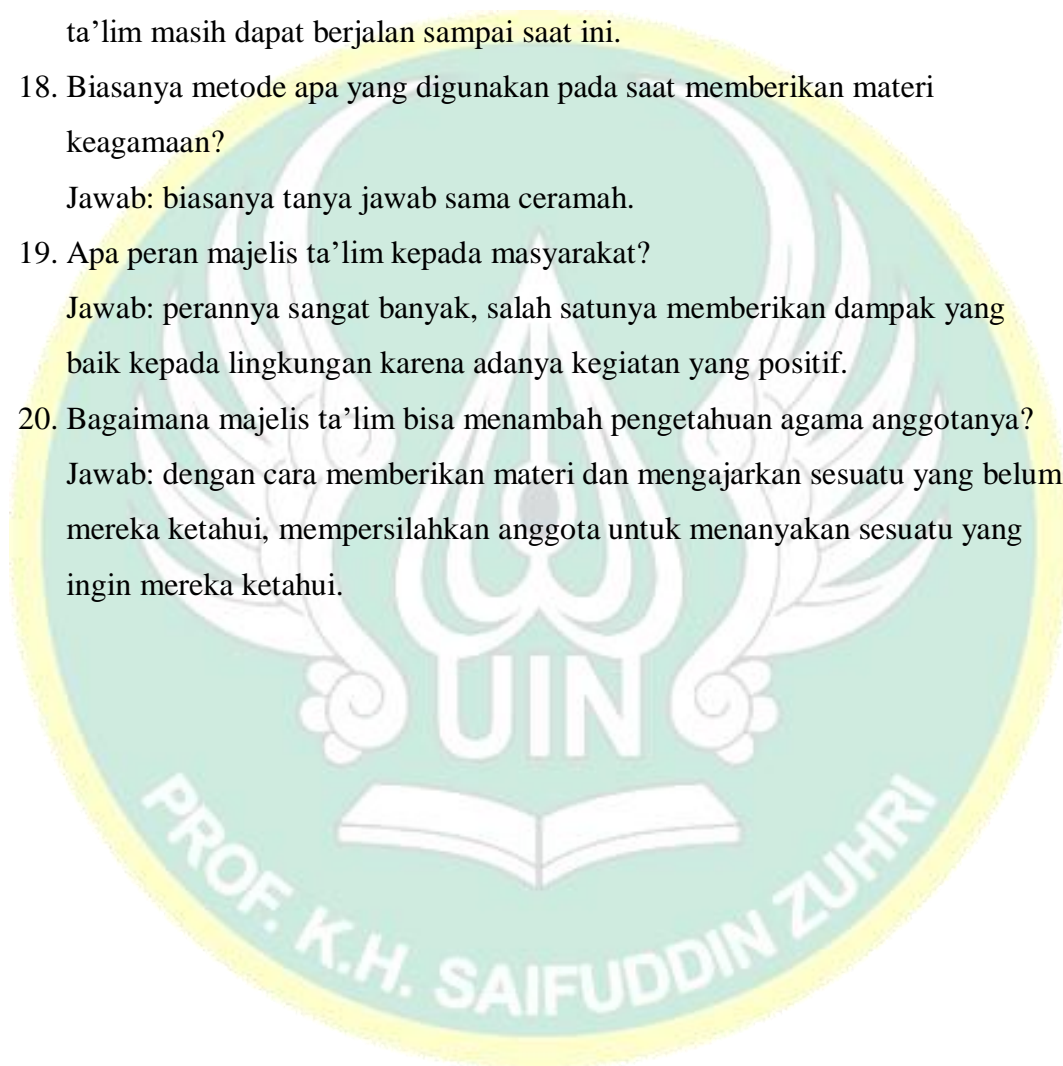 ta’lim masih dapat berjalan sampai saat ini.
18. Biasanya metode apa yang digunakan pada saat memberikan materi
keagamaan?
Jawab: biasanya tanya jawab sama ceramah.
19. Apa peran majelis ta’lim kepada masyarakat?
Jawab: perannya sangat banyak, salah satunya memberikan dampak yang
baik kepada lingkungan karena adanya kegiatan yang positif.
20. Bagaimana majelis ta’lim bisa menambah pengetahuan agama anggotanya?
Jawab: dengan cara memberikan materi dan mengajarkan sesuatu yang belum
mereka ketahui, mempersilahkan anggota untuk menanyakan sesuatu yang
ingin mereka ketahui.
UIN
PROF. K.H. SAIFUDDIN ZUHRI